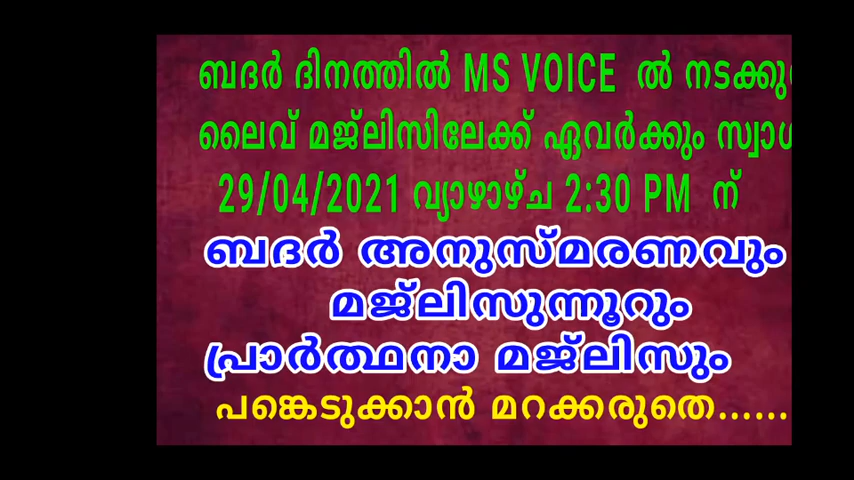 ബദർ ദിനത്തിൽ MS VOICE ൽ
ലൈവ് മജ്ലിസിലേക്ക് ഏവർക്കും
29/04/2021 വ്യാഴാഴ്ച 2:30 PM ന്
ബദർ അനുസ്മരണവും
മജ്ലിസുന്നൂറും
പ്രാർത്ഥനാ മജ്ലിസും
പങ്കെടുക്കാൻ മറക്കരുതെ......